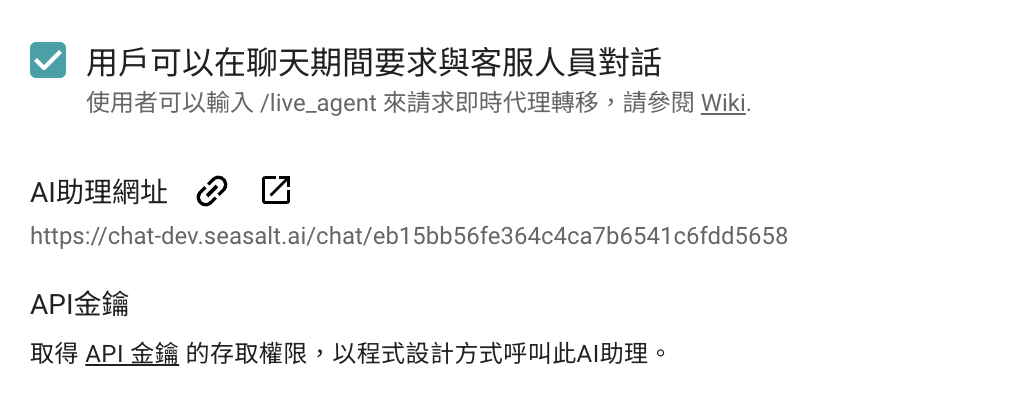 用戶可以在聊天期間要求與客服人員對話
使用者可以輸入 /live_agent 來請求即時代理轉移，請參閱 Wiki.
AI助理網址
https://chat-dev.seasalt.ai/chat/eb15bb56fe364c4ca7b6541c6fdd5658
API金鑰
取得 API 金鑰 的存取權限，以程式設計方式呼叫此AI助理。